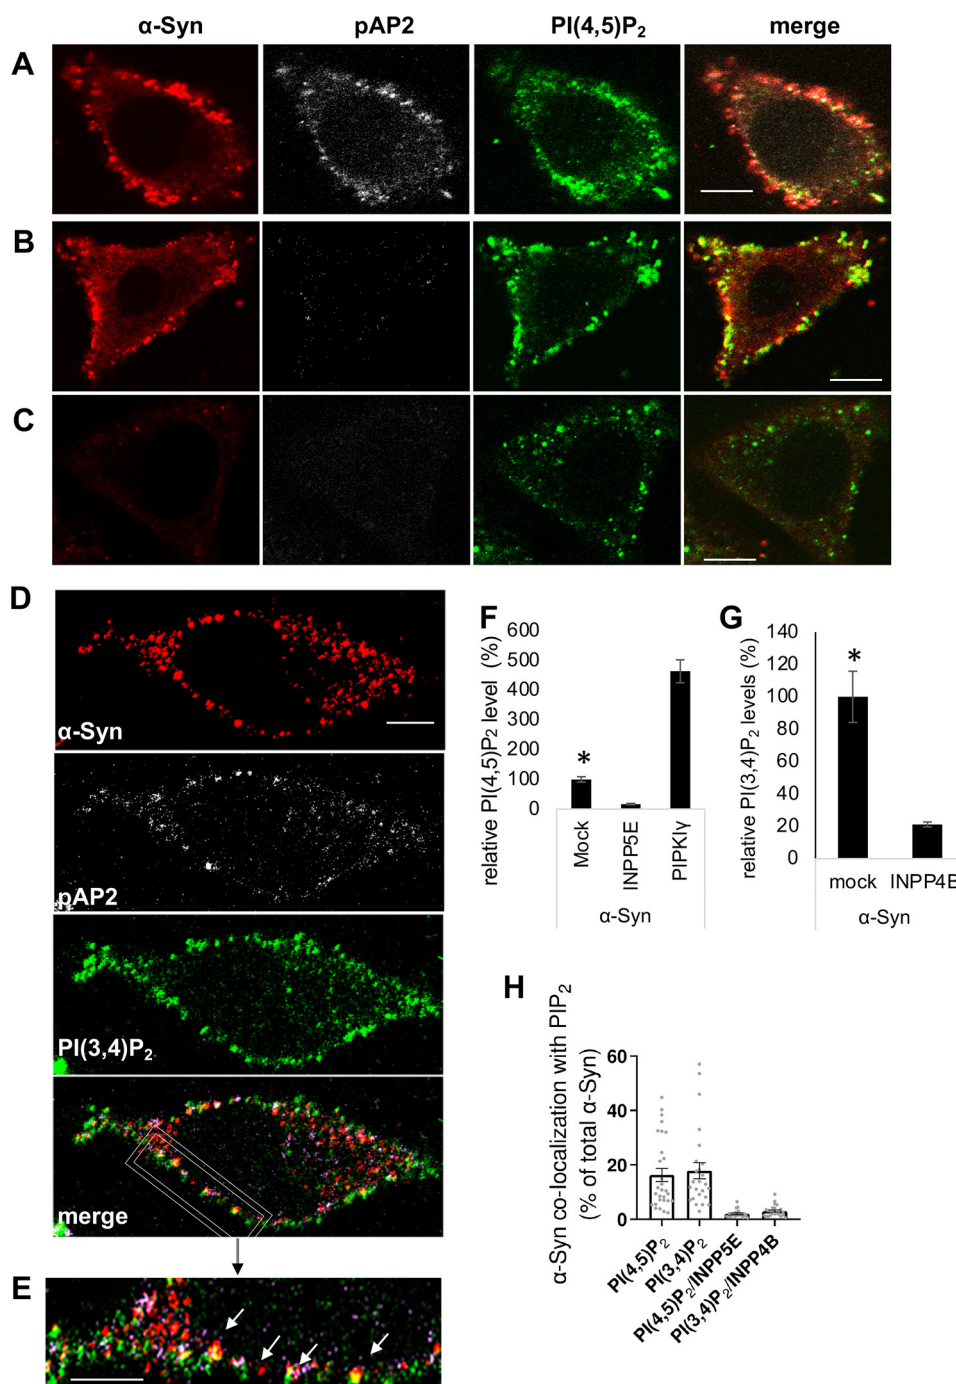 α-Syn pAP2 PI(4,5)P₂ merge
A
B
C
D
α-Syn
pAP2
PI(3,4)P₂
merge
E
F
relative PI(4,5)P₂ level (%)
600
500
400
300
200
100
0
*
Mock INPP5E PIPKIγ
α-Syn
G
relative PI(3,4)P₂ levels (%)
140
120
100
80
60
40
20
0
*
mock INPP4B
α-Syn
H
α-Syn co-localization with PIP₂
(% of total α-Syn)
60
40
20
0
PI(4,5)P₂
PI(3,4)P₂
PI(4,5)P₂/INPP5E
PI(3,4)P₂/INPP4B